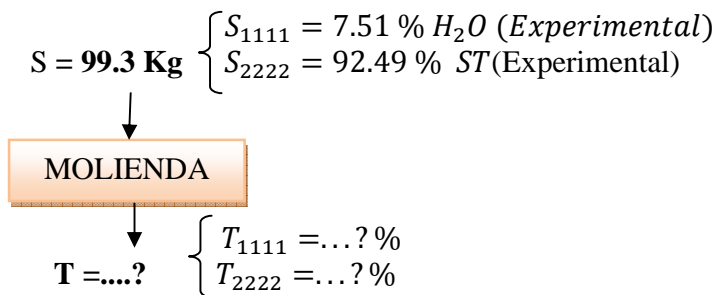 S = 99.3 Kg
S₁₁₁₁ = 7.51 % H₂O (Experimental)
S₂₂₂₂ = 92.49 % ST(Experimental)
MOLIENDA
T =....?
T₁₁₁₁ =...? %
T₂₂₂₂ =...? %